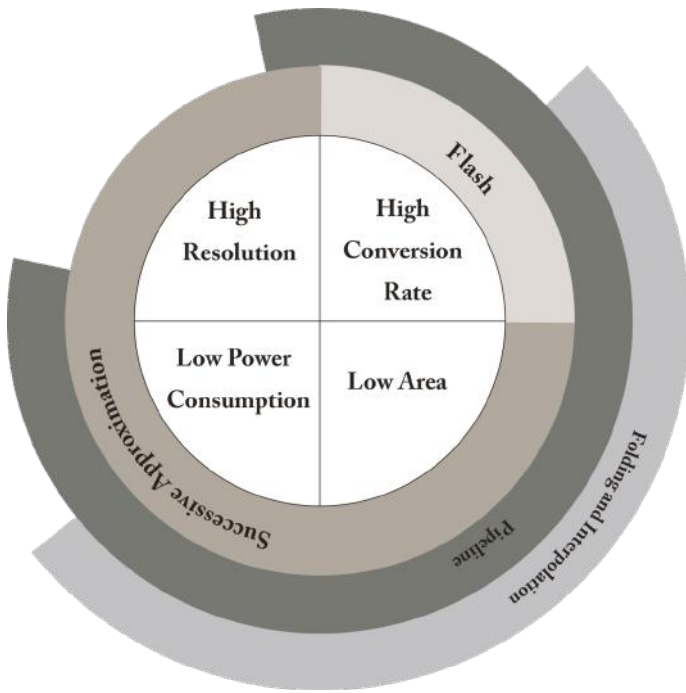 Flash
High
Resolution
High
Conversion
Rate
Low Power
Consumption
Low Area
Successive Approximation
Pipeline
Folding and Interpolation